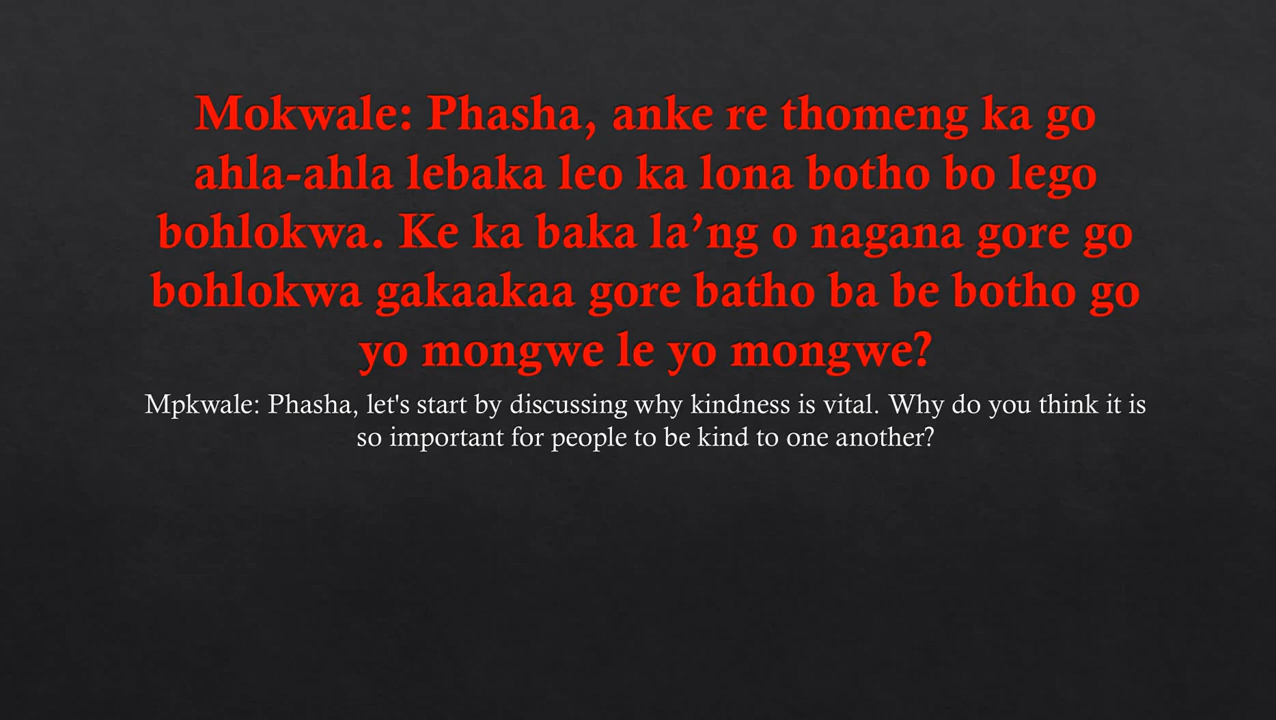 Mokwale: Phasha, anke re thomeng ka go
ahla-ahla lebaka leo ka lona botho bo lego
bohlokwa. Ke ka baka la’ng o nagana gore go
bohlokwa gakaakaa gore batho ba be botho go
yo mongwe le yo mongwe?
Mpkwale: Phasha, let's start by discussing why kindness is vital. Why do you think it is
so important for people to be kind to one another?